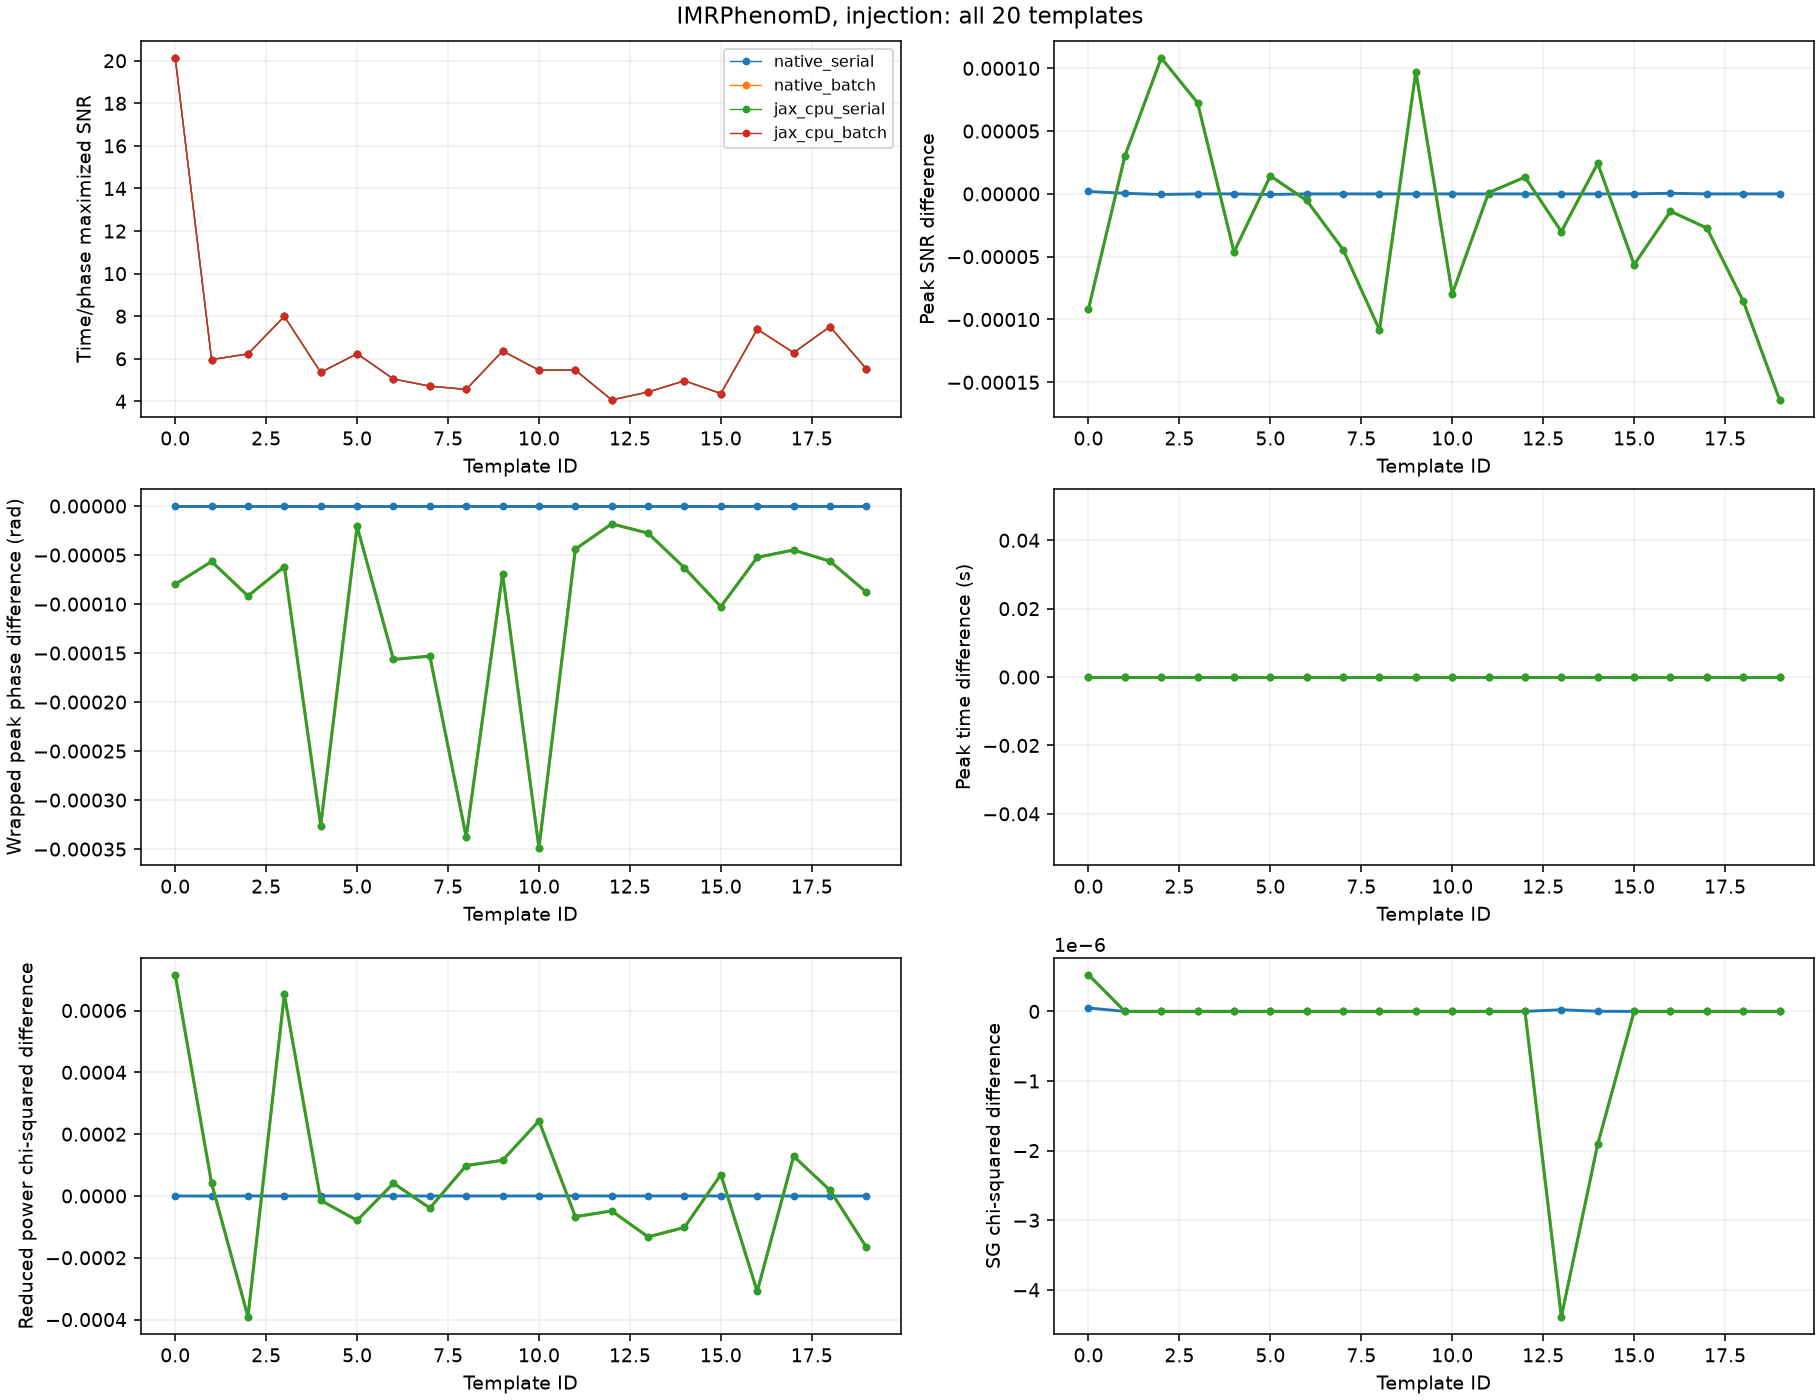 IMRPhenomD, injection: all 20 templates
Time/phase maximized SNR
20
18
16
14
12
10
8
6
4
native_serial
native_batch
jax_cpu_serial
jax_cpu_batch
0.0 2.5 5.0 7.5 10.0 12.5 15.0 17.5
Template ID
Peak SNR difference
0.00010
0.00005
0.00000
−0.00005
−0.00010
−0.00015
0.0 2.5 5.0 7.5 10.0 12.5 15.0 17.5
Template ID
Wrapped peak phase difference (rad)
0.00000
−0.00005
−0.00010
−0.00015
−0.00020
−0.00025
−0.00030
−0.00035
0.0 2.5 5.0 7.5 10.0 12.5 15.0 17.5
Template ID
Peak time difference (s)
0.04
0.02
0.00
−0.02
−0.04
0.0 2.5 5.0 7.5 10.0 12.5 15.0 17.5
Template ID
Reduced power chi-squared difference
0.0006
0.0004
0.0002
0.0000
−0.0002
−0.0004
0.0 2.5 5.0 7.5 10.0 12.5 15.0 17.5
Template ID
1e−6
SG chi-squared difference
0
−1
−2
−3
−4
0.0 2.5 5.0 7.5 10.0 12.5 15.0 17.5
Template ID